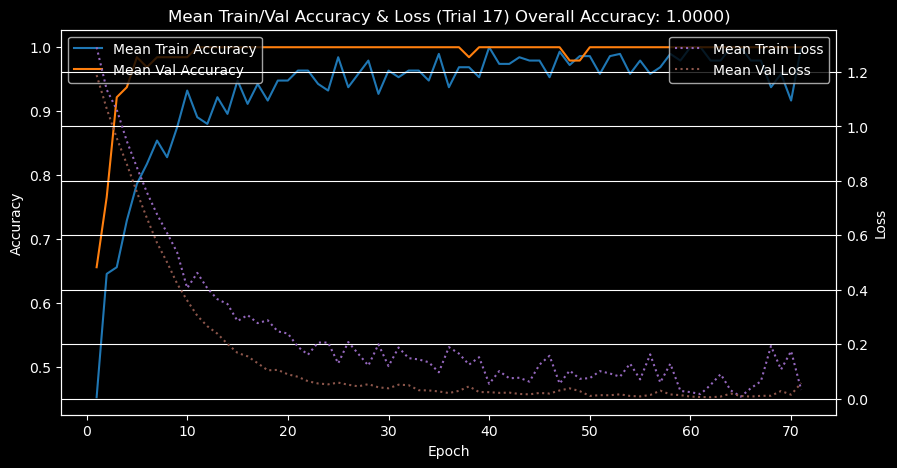 Mean Train/Val Accuracy & Loss (Trial 17) Overall Accuracy: 1.0000)
Mean Train Accuracy
Mean Val Accuracy
Mean Train Loss
Mean Val Loss
Accuracy
1.0
0.9
0.8
0.7
0.6
0.5
Loss
1.2
1.0
0.8
0.6
0.4
0.2
0.0
0 10 20 30 40 50 60 70
Epoch